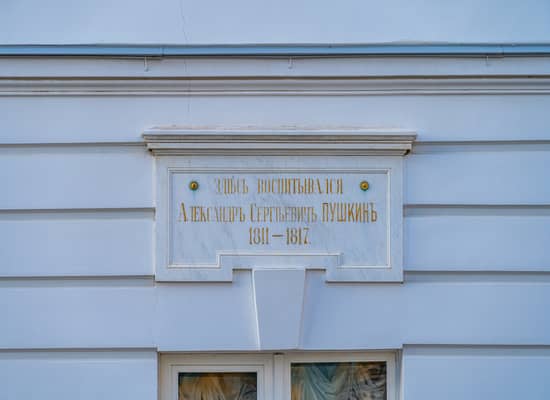 ЗДѢСЬ ВОСПИТЫВАЛСЯ
АЛЕКСАНДРЪ СЕРГѢЕВИЧЪ ПУШКИНЪ
1811 — 1817.